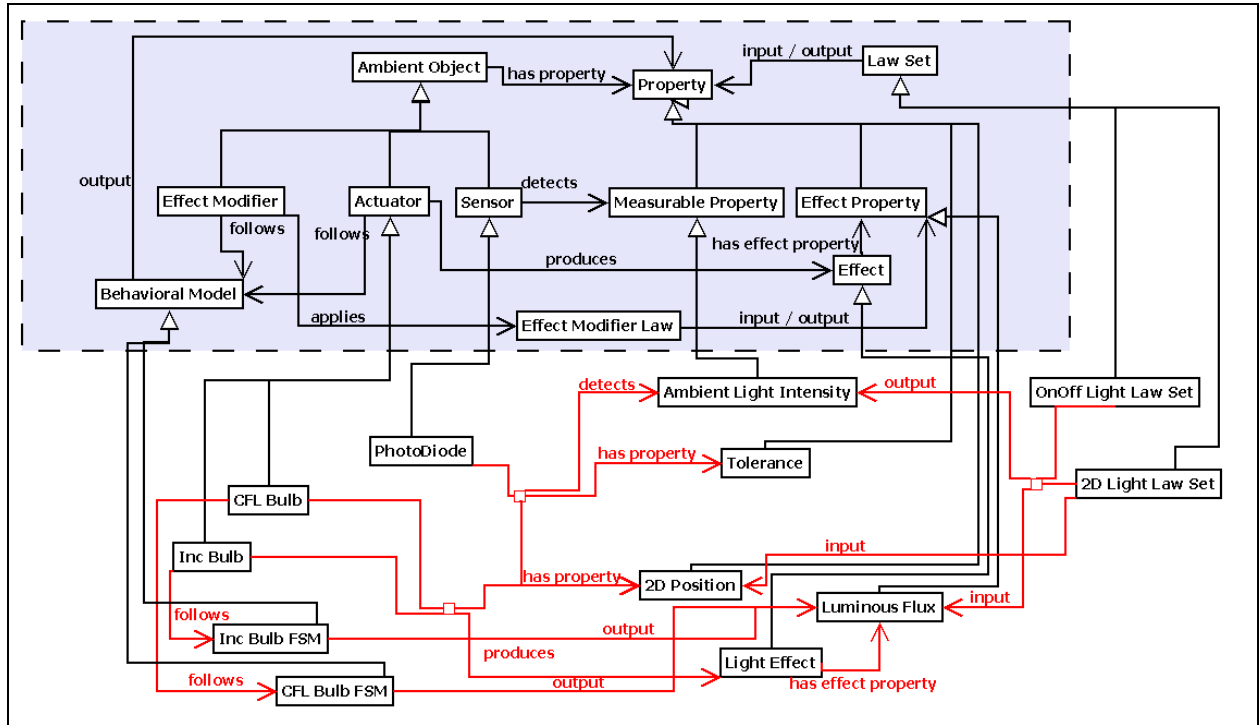 input / output
Ambient Object
Law Set
has property
Property
output
detects
Effect Modifier
Actuator
Sensor
Measurable Property
Effect Property
follows
follows
has effect property
produces
Effect
Behavioral Model
applies
Effect Modifier Law
input / output
detects
Ambient Light Intensity
output
OnOff Light Law Set
PhotoDiode
has property
Tolerance
2D Light Law Set
CFL Bulb
Inc Bulb
input
has property
2D Position
input
Luminous Flux
follows
Inc Bulb FSM
output
produces
Light Effect
follows
CFL Bulb FSM
output
has effect property